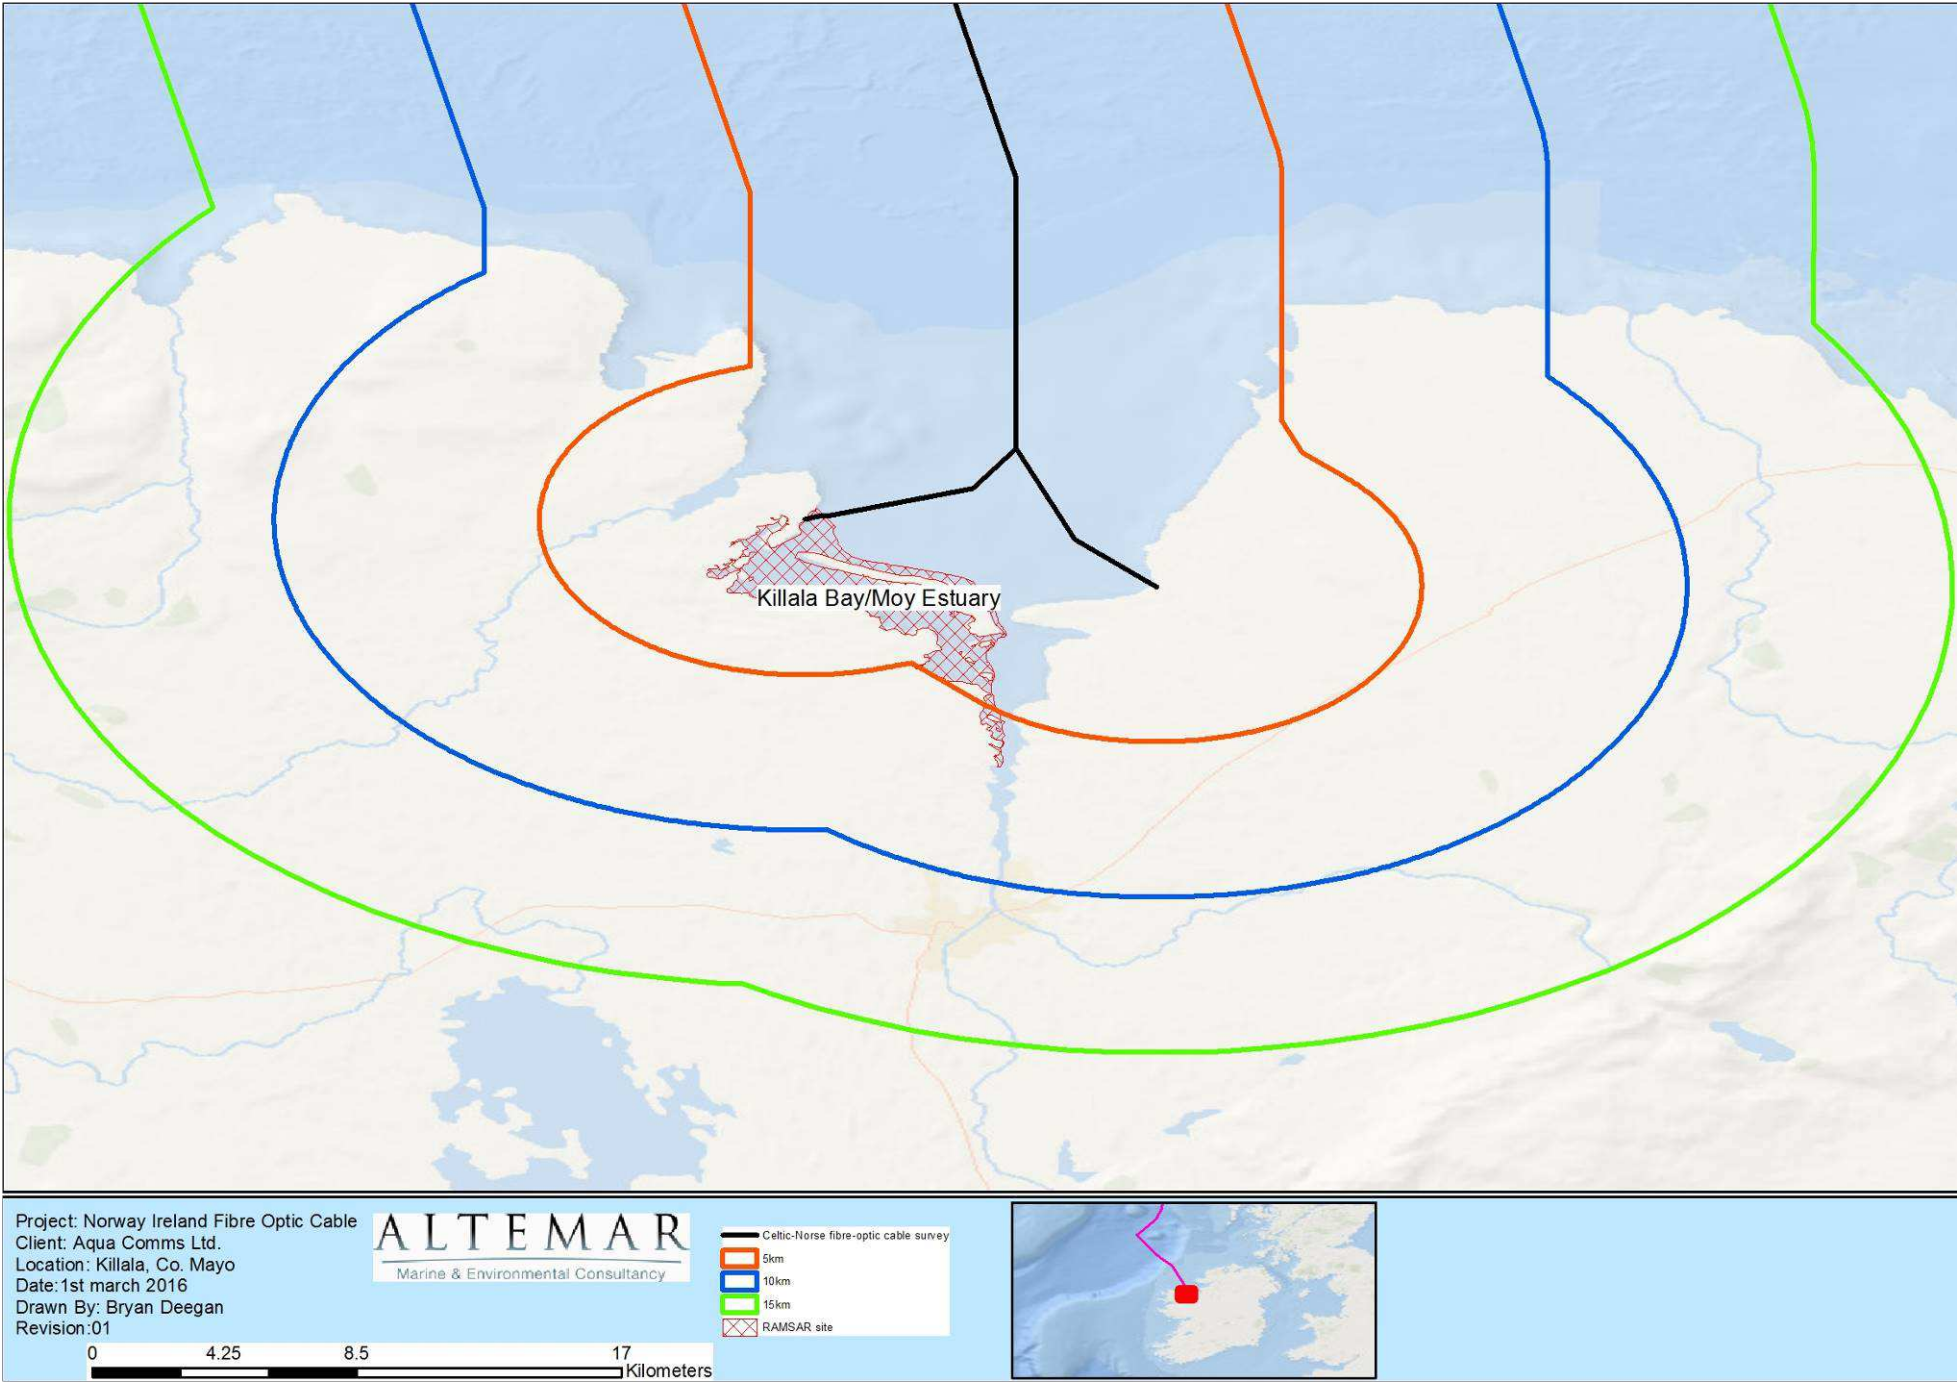 Killala Bay/Moy Estuary
Project: Norway Ireland Fibre Optic Cable
Client: Aqua Comms Ltd.
Location: Killala, Co. Mayo
Date:1st march 2016
Drawn By: Bryan Deegan
Revision:01
ALTEMAR
Marine & Environmental Consultancy
Celtic-Norse fibre-optic cable survey
5km
10km
15km
RAMSAR site
0 4.25 8.5 17
Kilometers